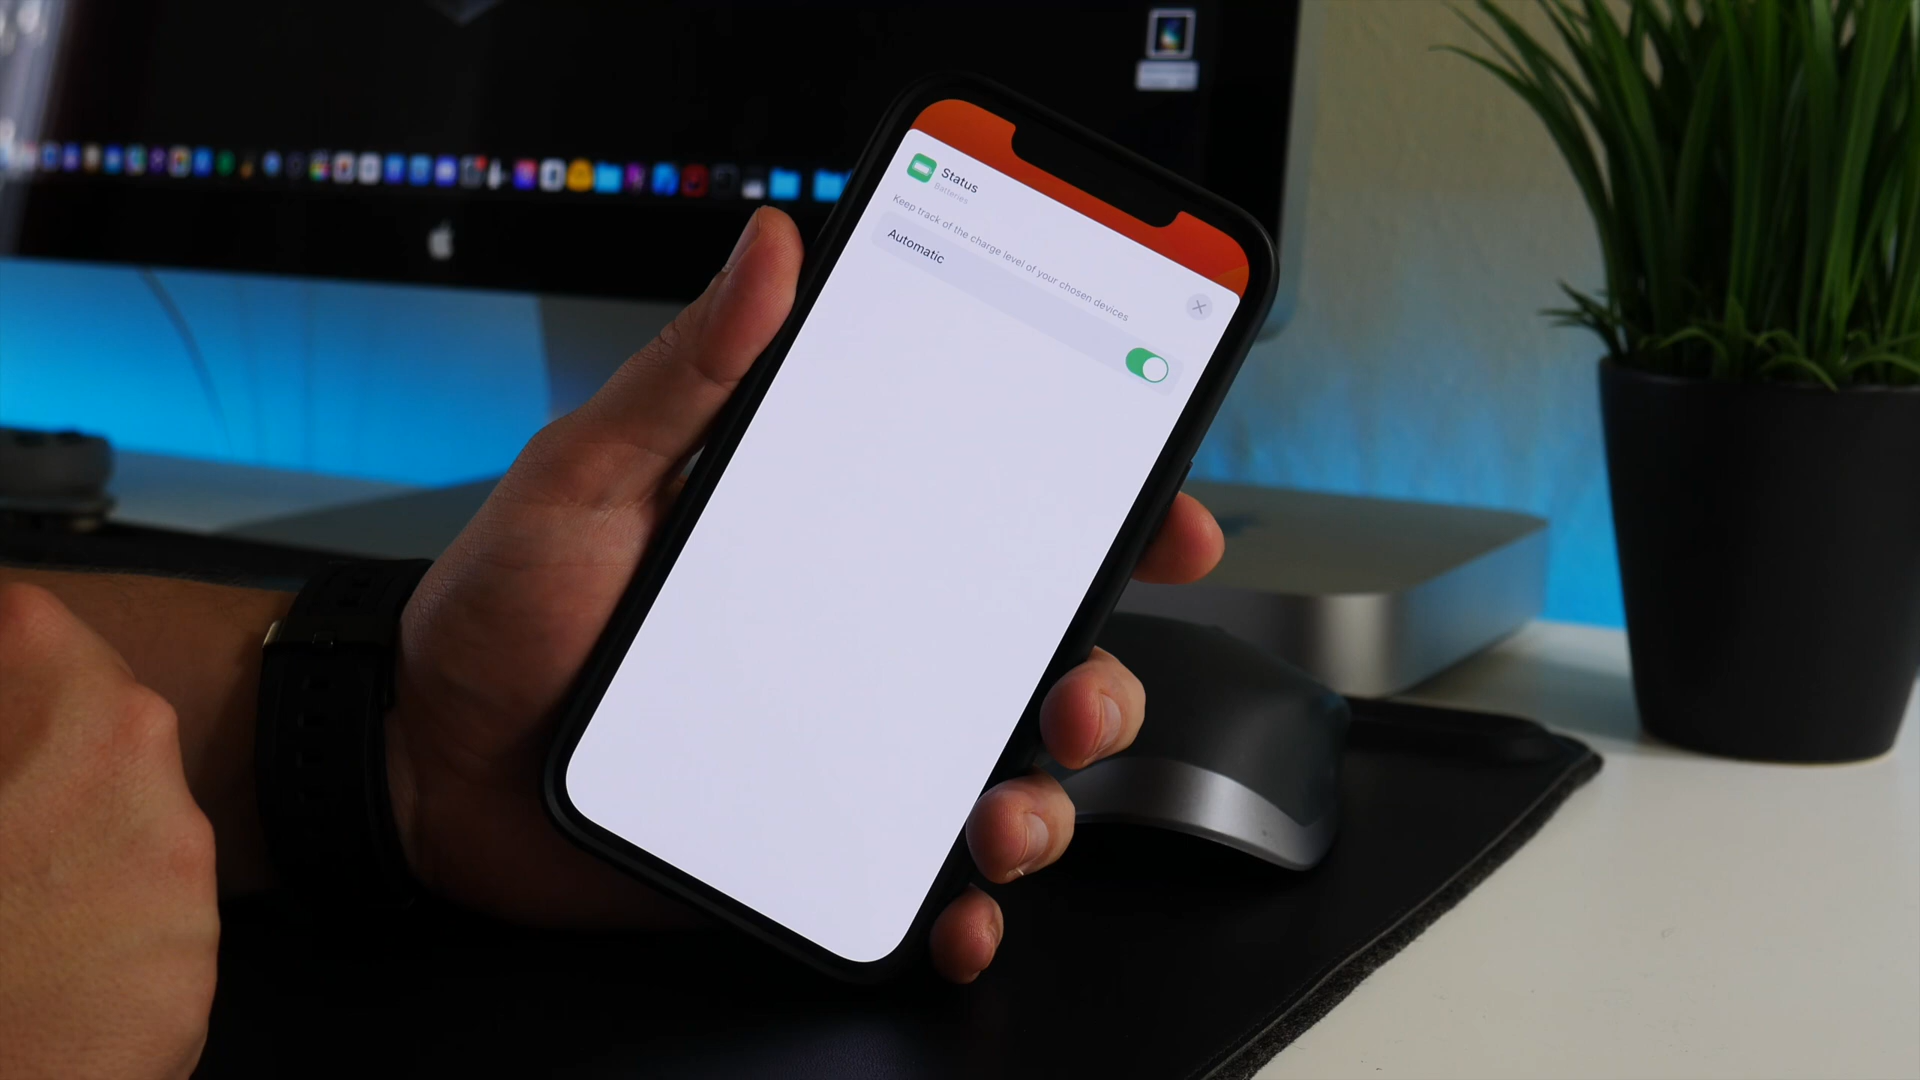 Status
Batteries
Keep track of the charge level of your chosen devices
Automatic